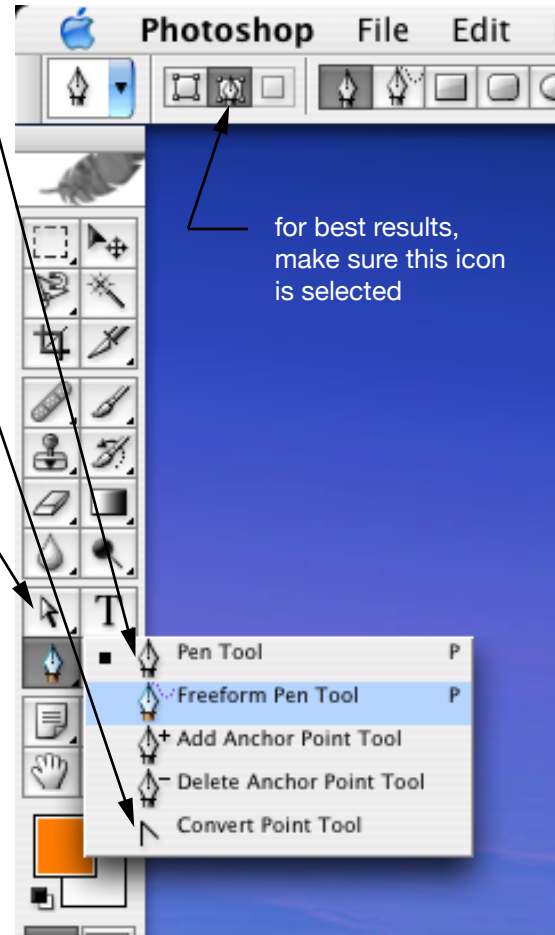 Photoshop File Edit
for best results,
make sure this icon
is selected
T
Pen Tool P
Freeform Pen Tool P
Add Anchor Point Tool
Delete Anchor Point Tool
Convert Point Tool